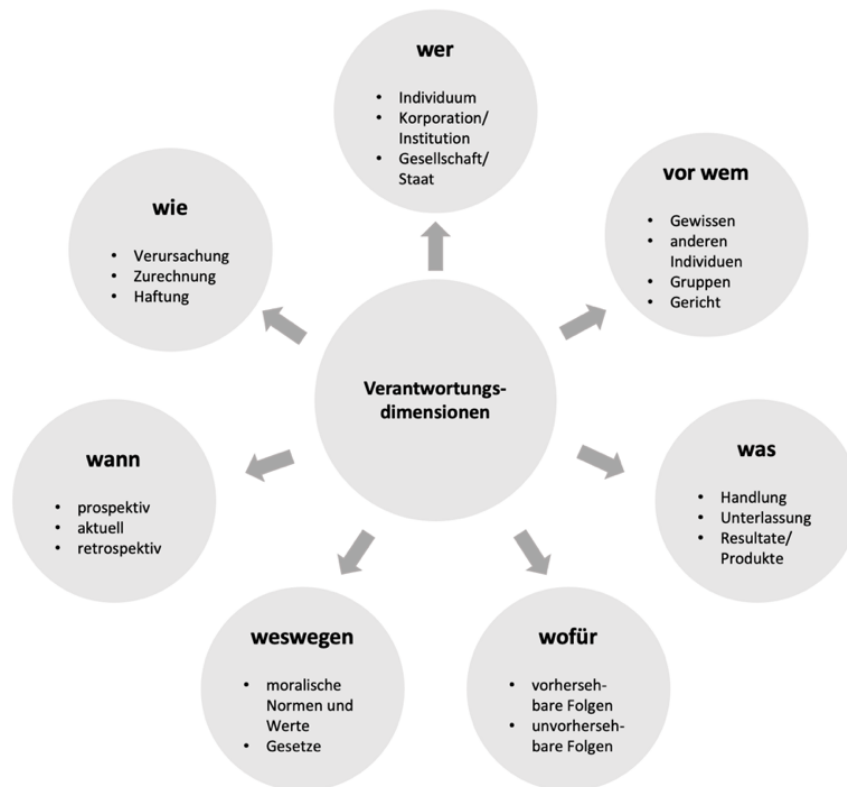 wer
• Individuum
• Korporation/
Institution
• Gesellschaft/
Staat
vor wem
• Gewissen
• anderen
Individuen
• Gruppen
• Gericht
wie
• Verursachung
• Zurechnung
• Haftung
Verantwortungs-
dimensionen
was
• Handlung
• Unterlassung
• Resultate/
Produkte
wann
• prospektiv
• aktuell
• retrospektiv
weswegen
• moralische
Normen und
Werte
• Gesetze
wofür
• vorherseh-
bare Folgen
• unvorherseh-
bare Folgen